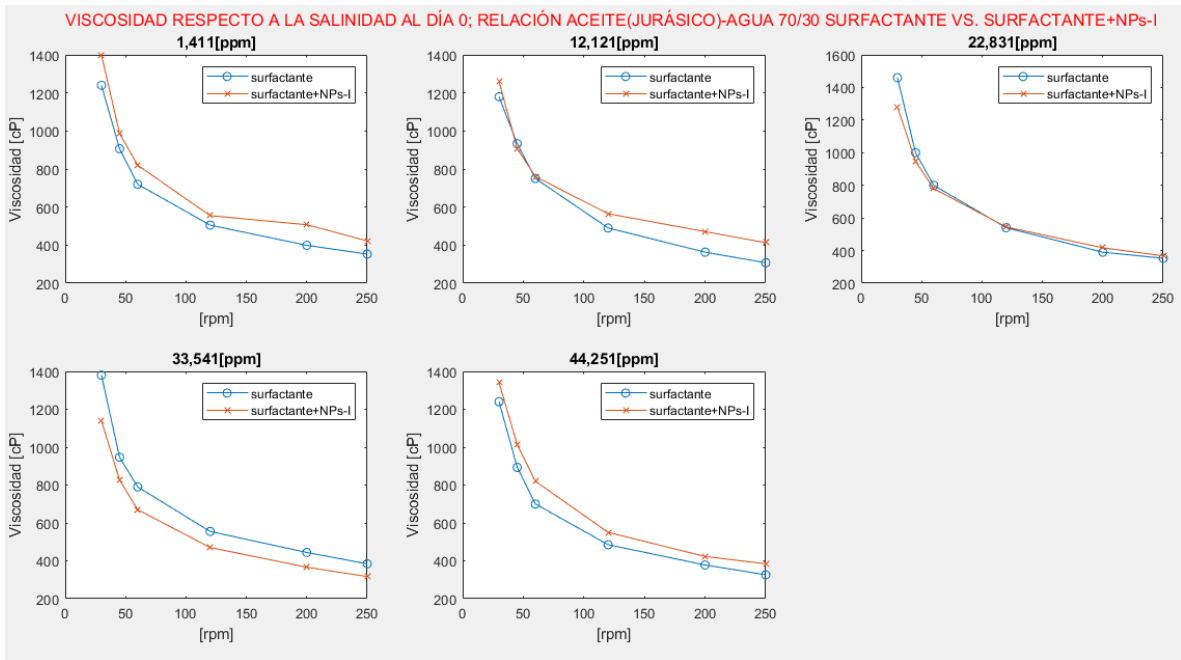 VISCOSIDAD RESPECTO A LA SALINIDAD AL DÍA 0; RELACIÓN ACEITE(JURÁSICO)-AGUA 70/30 SURFACTANTE VS. SURFACTANTE+NPs-I
1,411[ppm]
1400
1200
1000
800
600
400
200
Viscosidad [cP]
surfactante
surfactante+NPs-I
0 50 100 150 200 250
[rpm]
12,121[ppm]
1400
1200
1000
800
600
400
200
Viscosidad [cP]
surfactante
surfactante+NPs-I
0 50 100 150 200 250
[rpm]
22,831[ppm]
1600
1400
1200
1000
800
600
400
200
Viscosidad [cP]
surfactante
surfactante+NPs-I
0 50 100 150 200 250
[rpm]
33,541[ppm]
1400
1200
1000
800
600
400
200
Viscosidad [cP]
surfactante
surfactante+NPs-I
0 50 100 150 200 250
[rpm]
44,251[ppm]
1400
1200
1000
800
600
400
200
Viscosidad [cP]
surfactante
surfactante+NPs-I
0 50 100 150 200 250
[rpm]